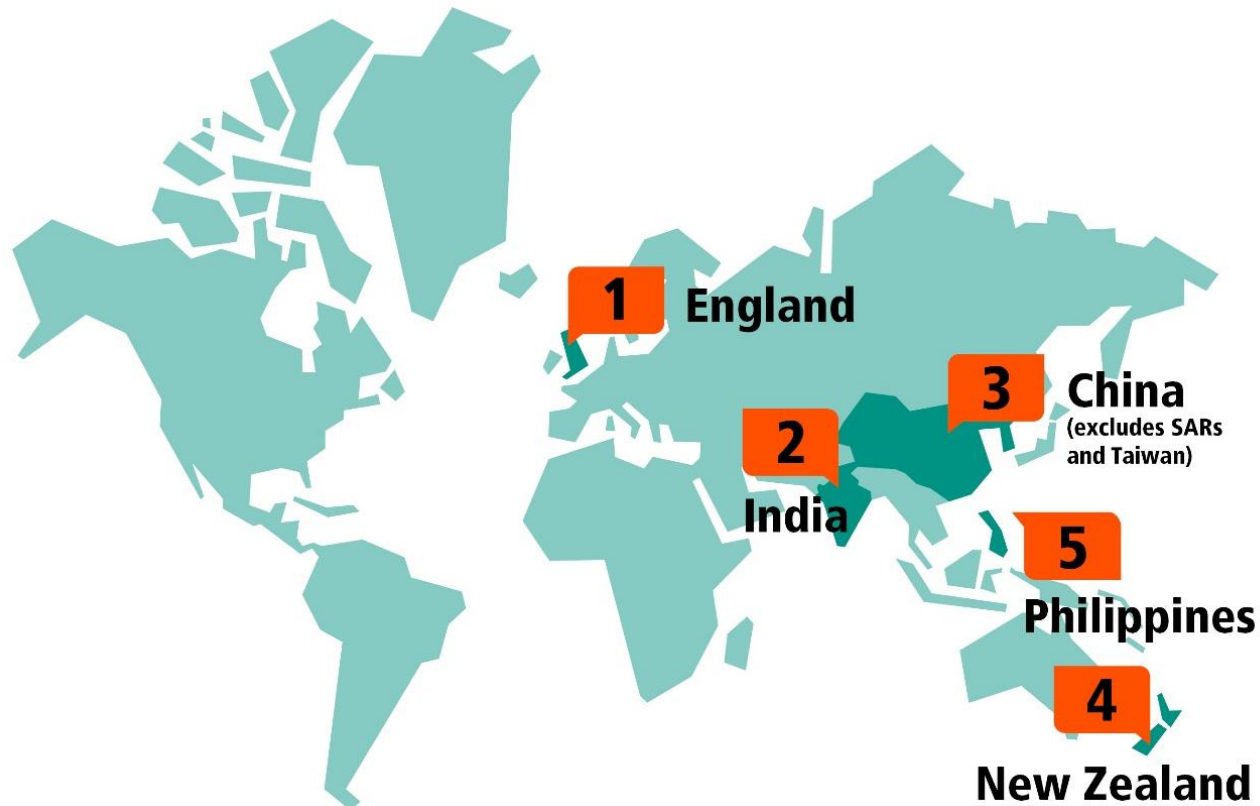 1
England
2
India
3
China
(excludes SARs
and Taiwan)
5
Philippines
4
New Zealand